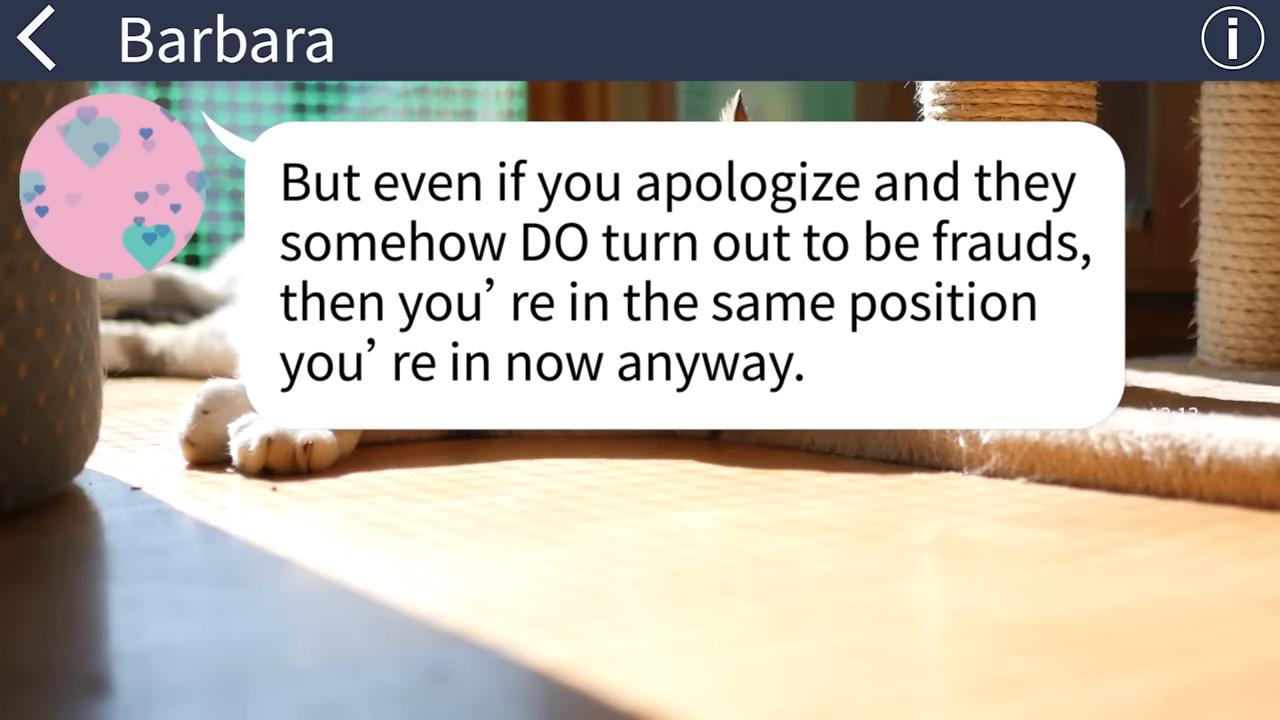 Barbara
But even if you apologize and they
somehow DO turn out to be frauds,
then you’ re in the same position
you’ re in now anyway.